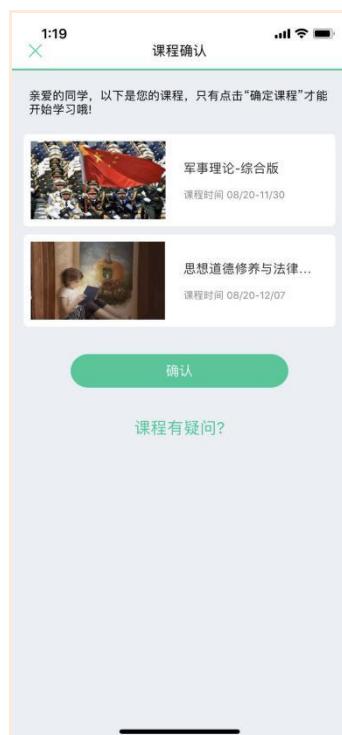 1:19
课程确认
亲爱的同学，以下是您的课程，只有点击“确定课程”才能
开始学习哦!
军事理论-综合版
课程时间 08/20-11/30
思想道德修养与法律...
课程时间 08/20-12/07
确认
课程有疑问?